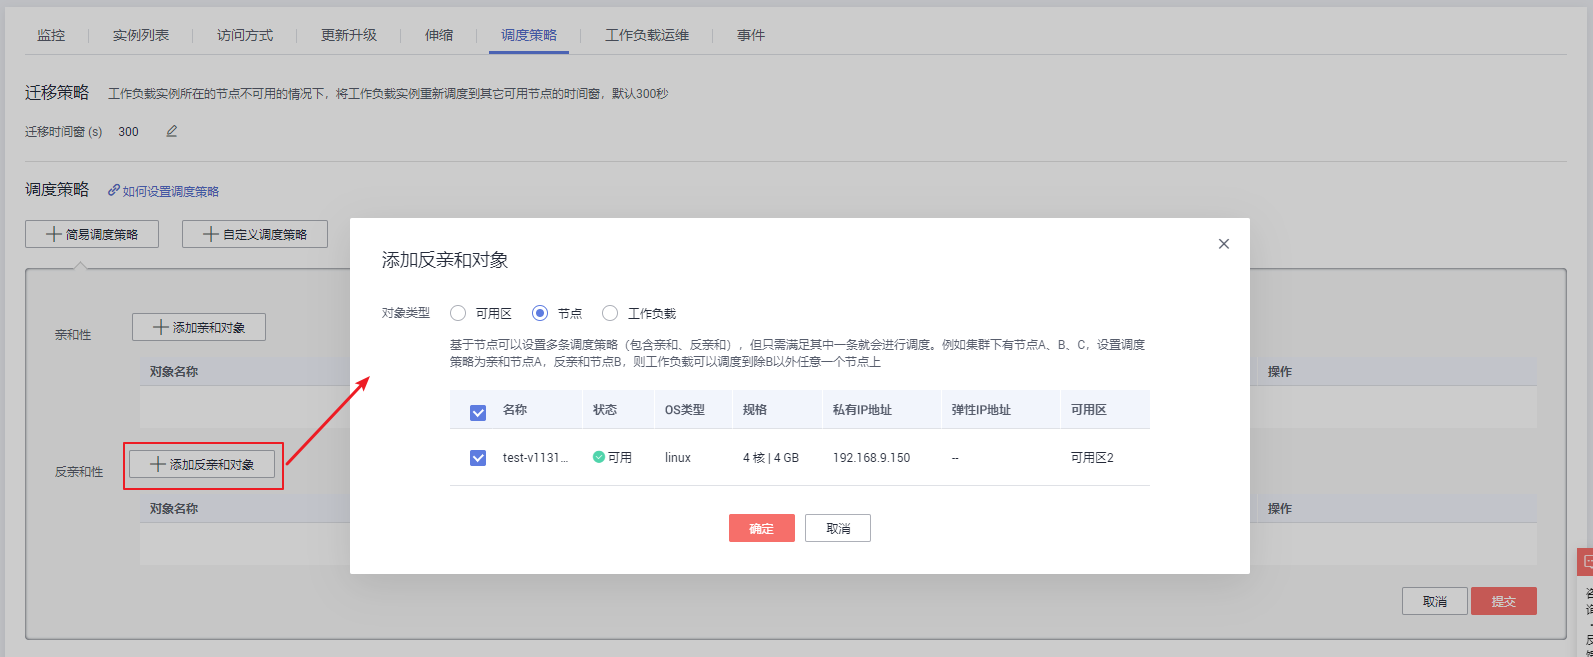 监控 实例列表 访问方式 更新升级 伸缩 调度策略 工作负载运维 事件
迁移策略 工作负载实例所在的节点不可用的情况下，将工作负载实例重新调度到其它可用节点的时间窗，默认300秒
迁移时间窗 (s) 300
调度策略 如何设置调度策略
简易调度策略 自定义调度策略
亲和性 添加亲和对象
对象名称 操作
反亲和性 添加反亲和对象
对象名称 操作
取消 提交
添加反亲和对象
对象类型 可用区 节点 工作负载
基于节点可以设置多条调度策略（包含亲和、反亲和），但只需满足其中一条就会进行调度。例如集群下有节点A、B、C，设置调度
策略为亲和节点A，反亲和节点B，则工作负载可以调度到除B以外任意一个节点上
名称 状态 OS类型 规格 私有IP地址 弹性IP地址 可用区
test-v1131... 可用 linux 4 核 | 4 GB 192.168.9.150 -- 可用区2
确定 取消